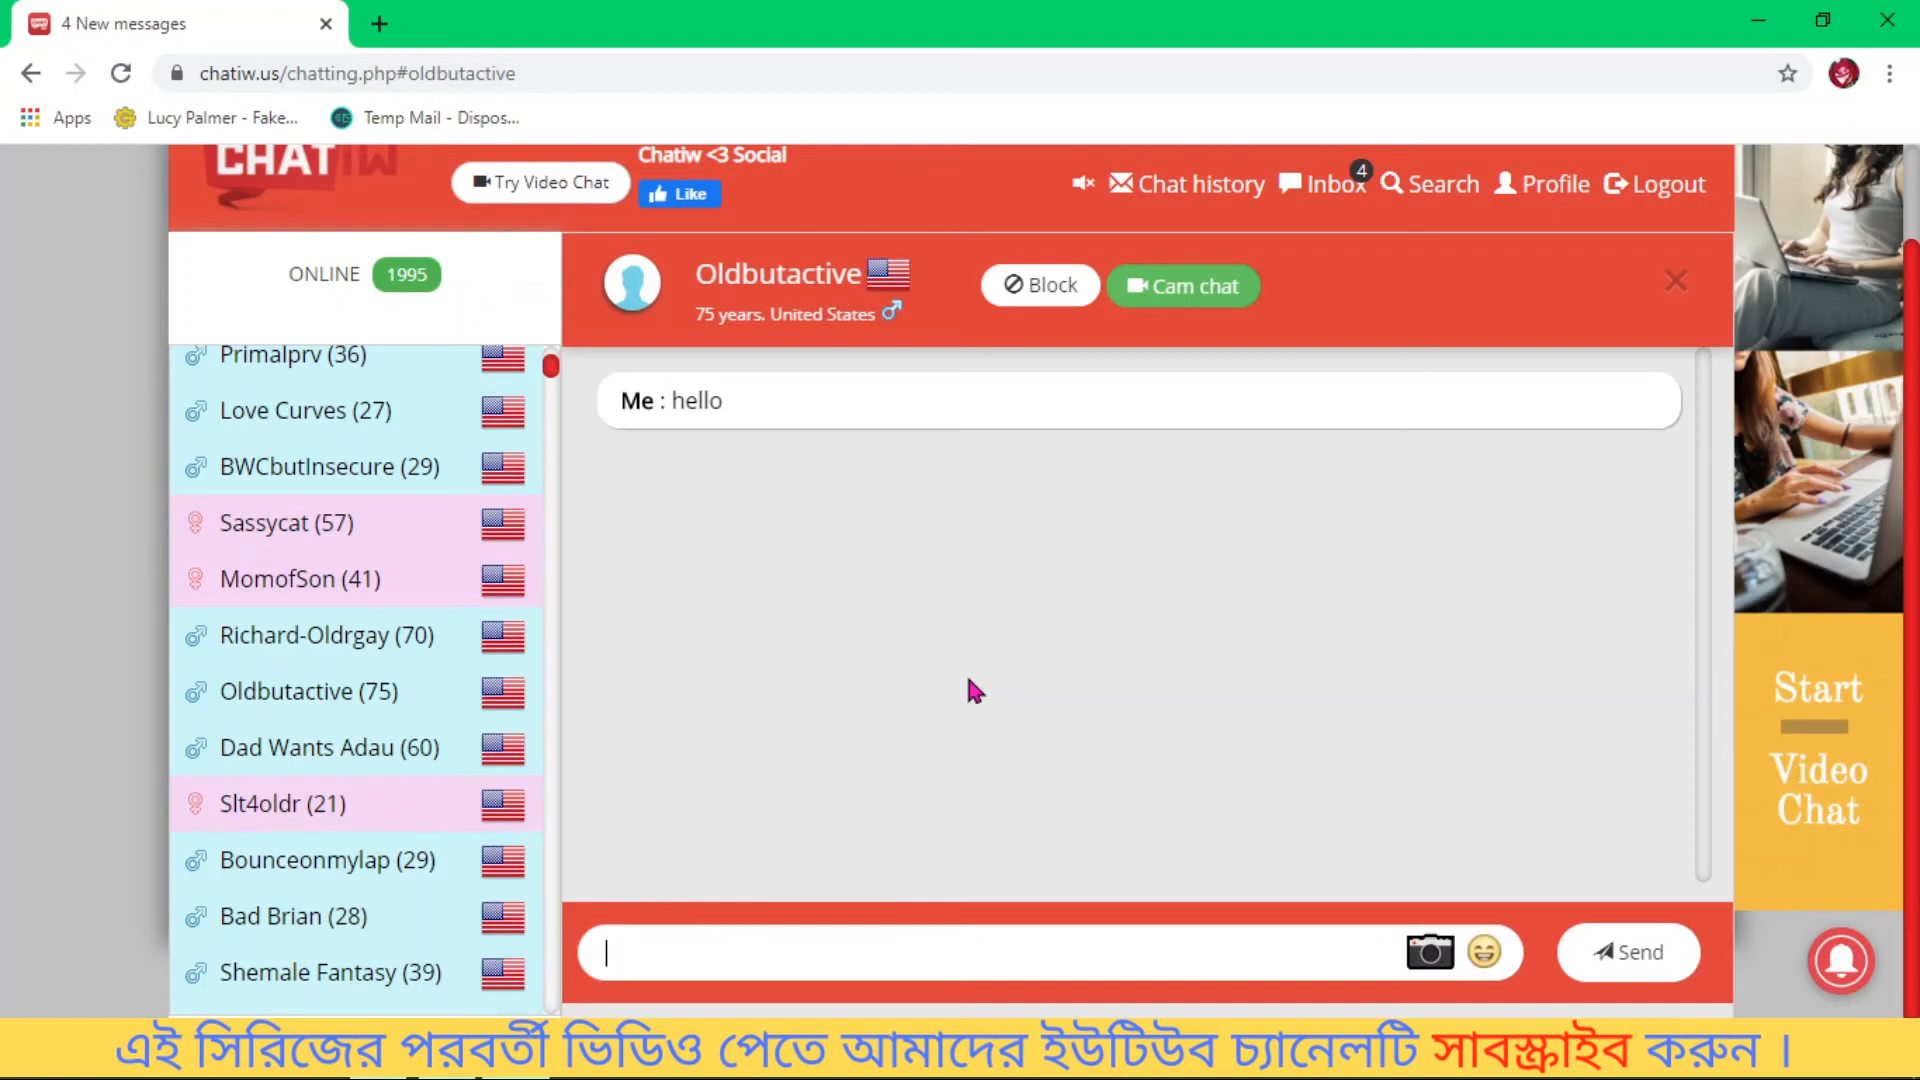 4 New messages
chatiw.us/chatting.php#oldbutactive
Apps
Lucy Palmer - Fake...
Temp Mail - Dispos...
CHATIW
Try Video Chat
Chatiw <3 Social
Like
Chat history
Inbox
4
Search
Profile
Logout
ONLINE 1995
Primalprv (36)
Love Curves (27)
BWCbutInsecure (29)
Sassycat (57)
MomofSon (41)
Richard-Oldrgay (70)
Oldbutactive (75)
Dad Wants Adau (60)
Slt4oldr (21)
Bounceonmylap (29)
Bad Brian (28)
Shemale Fantasy (39)
Oldbutactive
75 years. United States
Block
Cam chat
Me : hello
Send
Start
Video
Chat
এই সিরিজের পরবর্তী ভিডিও পেতে আমাদের ইউটিউব চ্যানেলটি সাবস্ক্রাইব করুন ।